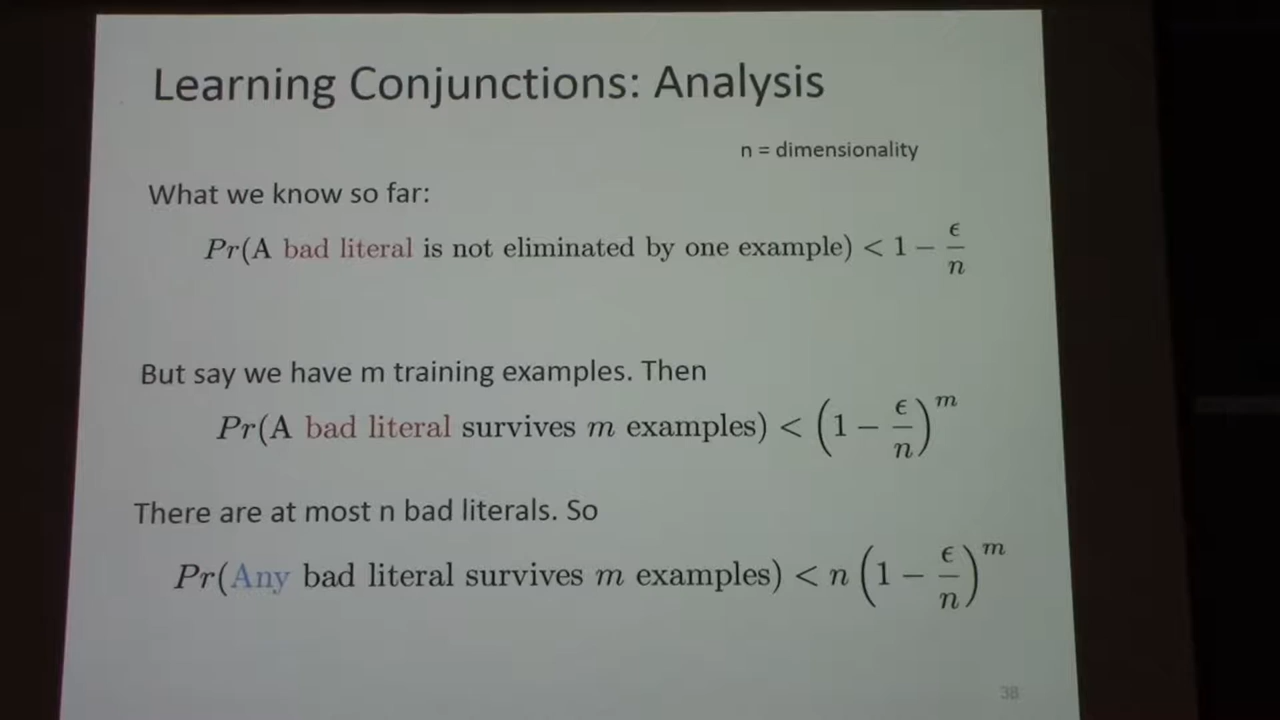 Learning Conjunctions: Analysis
n = dimensionality
What we know so far:
Pr(A bad literal is not eliminated by one example) < 1 − ϵ/n
But say we have m training examples. Then
Pr(A bad literal survives m examples) < (1 − ϵ/n)^m
There are at most n bad literals. So
Pr(Any bad literal survives m examples) < n (1 − ϵ/n)^m
38